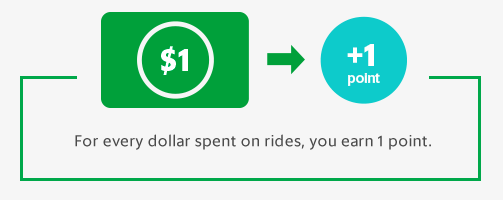 $1
+1
point
For every dollar spent on rides, you earn 1 point.